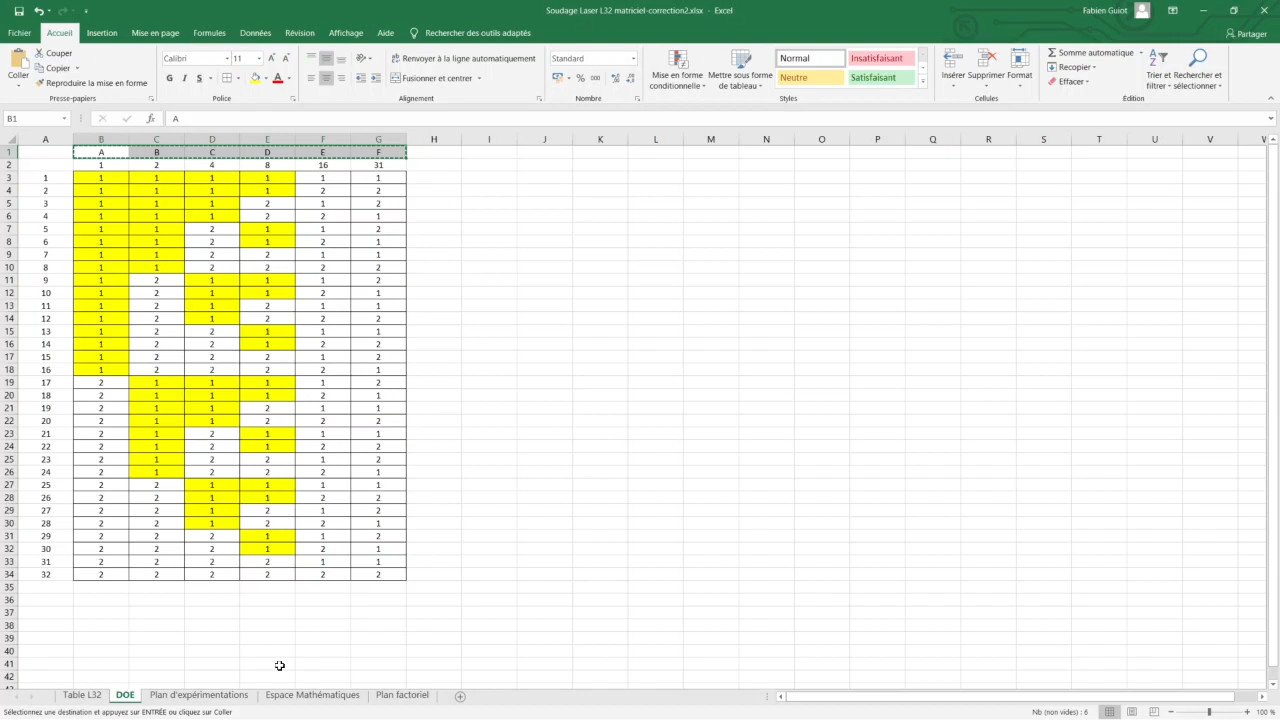 Soudage Laser L32 matriciel-correction2.xlsx - Excel
Fabien Guiot
Fichier Accueil Insertion Mise en page Formules Données Révision Affichage Aide Rechercher des outils adaptés Partager
Coller
Couper
Copier
Reproduire la mise en forme
Presse-papiers
Calibri 11
G I S
Police
Renvoyer à la ligne automatiquement
Fusionner et centrer
Alignement
Standard
% 000
Nombre
Mise en forme conditionnelle
Mettre sous forme de tableau
Normal Insatisfaisant
Neutre Satisfaisant
Styles
Insérer Supprimer Format
Cellules
Somme automatique
Recopier
Effacer
Trier et filtrer
Rechercher et sélectionner
Édition
B1 A
A B C D E F G H I J K L M N O P Q R S T U V
1 A B C D E F
2 1 2 4 8 16 31
3 1 1 1 1 1 1 1
4 2 1 1 1 1 2 2
5 3 1 1 1 2 1 2
6 4 1 1 1 2 2 1
7 5 1 1 2 1 1 2
8 6 1 1 2 1 2 1
9 7 1 1 2 2 1 1
10 8 1 1 2 2 2 2
11 9 1 2 1 1 1 2
12 10 1 2 1 1 2 1
13 11 1 2 1 2 1 1
14 12 1 2 1 2 2 2
15 13 1 2 2 1 1 1
16 14 1 2 2 1 2 2
17 15 1 2 2 2 1 2
18 16 1 2 2 2 2 1
19 17 2 1 1 1 1 2
20 18 2 1 1 1 2 1
21 19 2 1 1 2 1 1
22 20 2 1 1 2 2 2
23 21 2 1 2 1 1 1
24 22 2 1 2 1 2 2
25 23 2 1 2 2 1 2
26 24 2 1 2 2 2 1
27 25 2 2 1 1 1 1
28 26 2 2 1 1 2 2
29 27 2 2 1 2 1 2
30 28 2 2 1 2 2 1
31 29 2 2 2 1 1 2
32 30 2 2 2 1 2 1
33 31 2 2 2 2 1 1
34 32 2 2 2 2 2 2
35
36
37
38
39
40
41
42
Table L32 DOE Plan d'expérimentations Espace Mathématiques Plan factoriel
Sélectionnez une destination et appuyez sur ENTRÉE ou cliquez sur Coller Nb (non vides) : 6 100 %